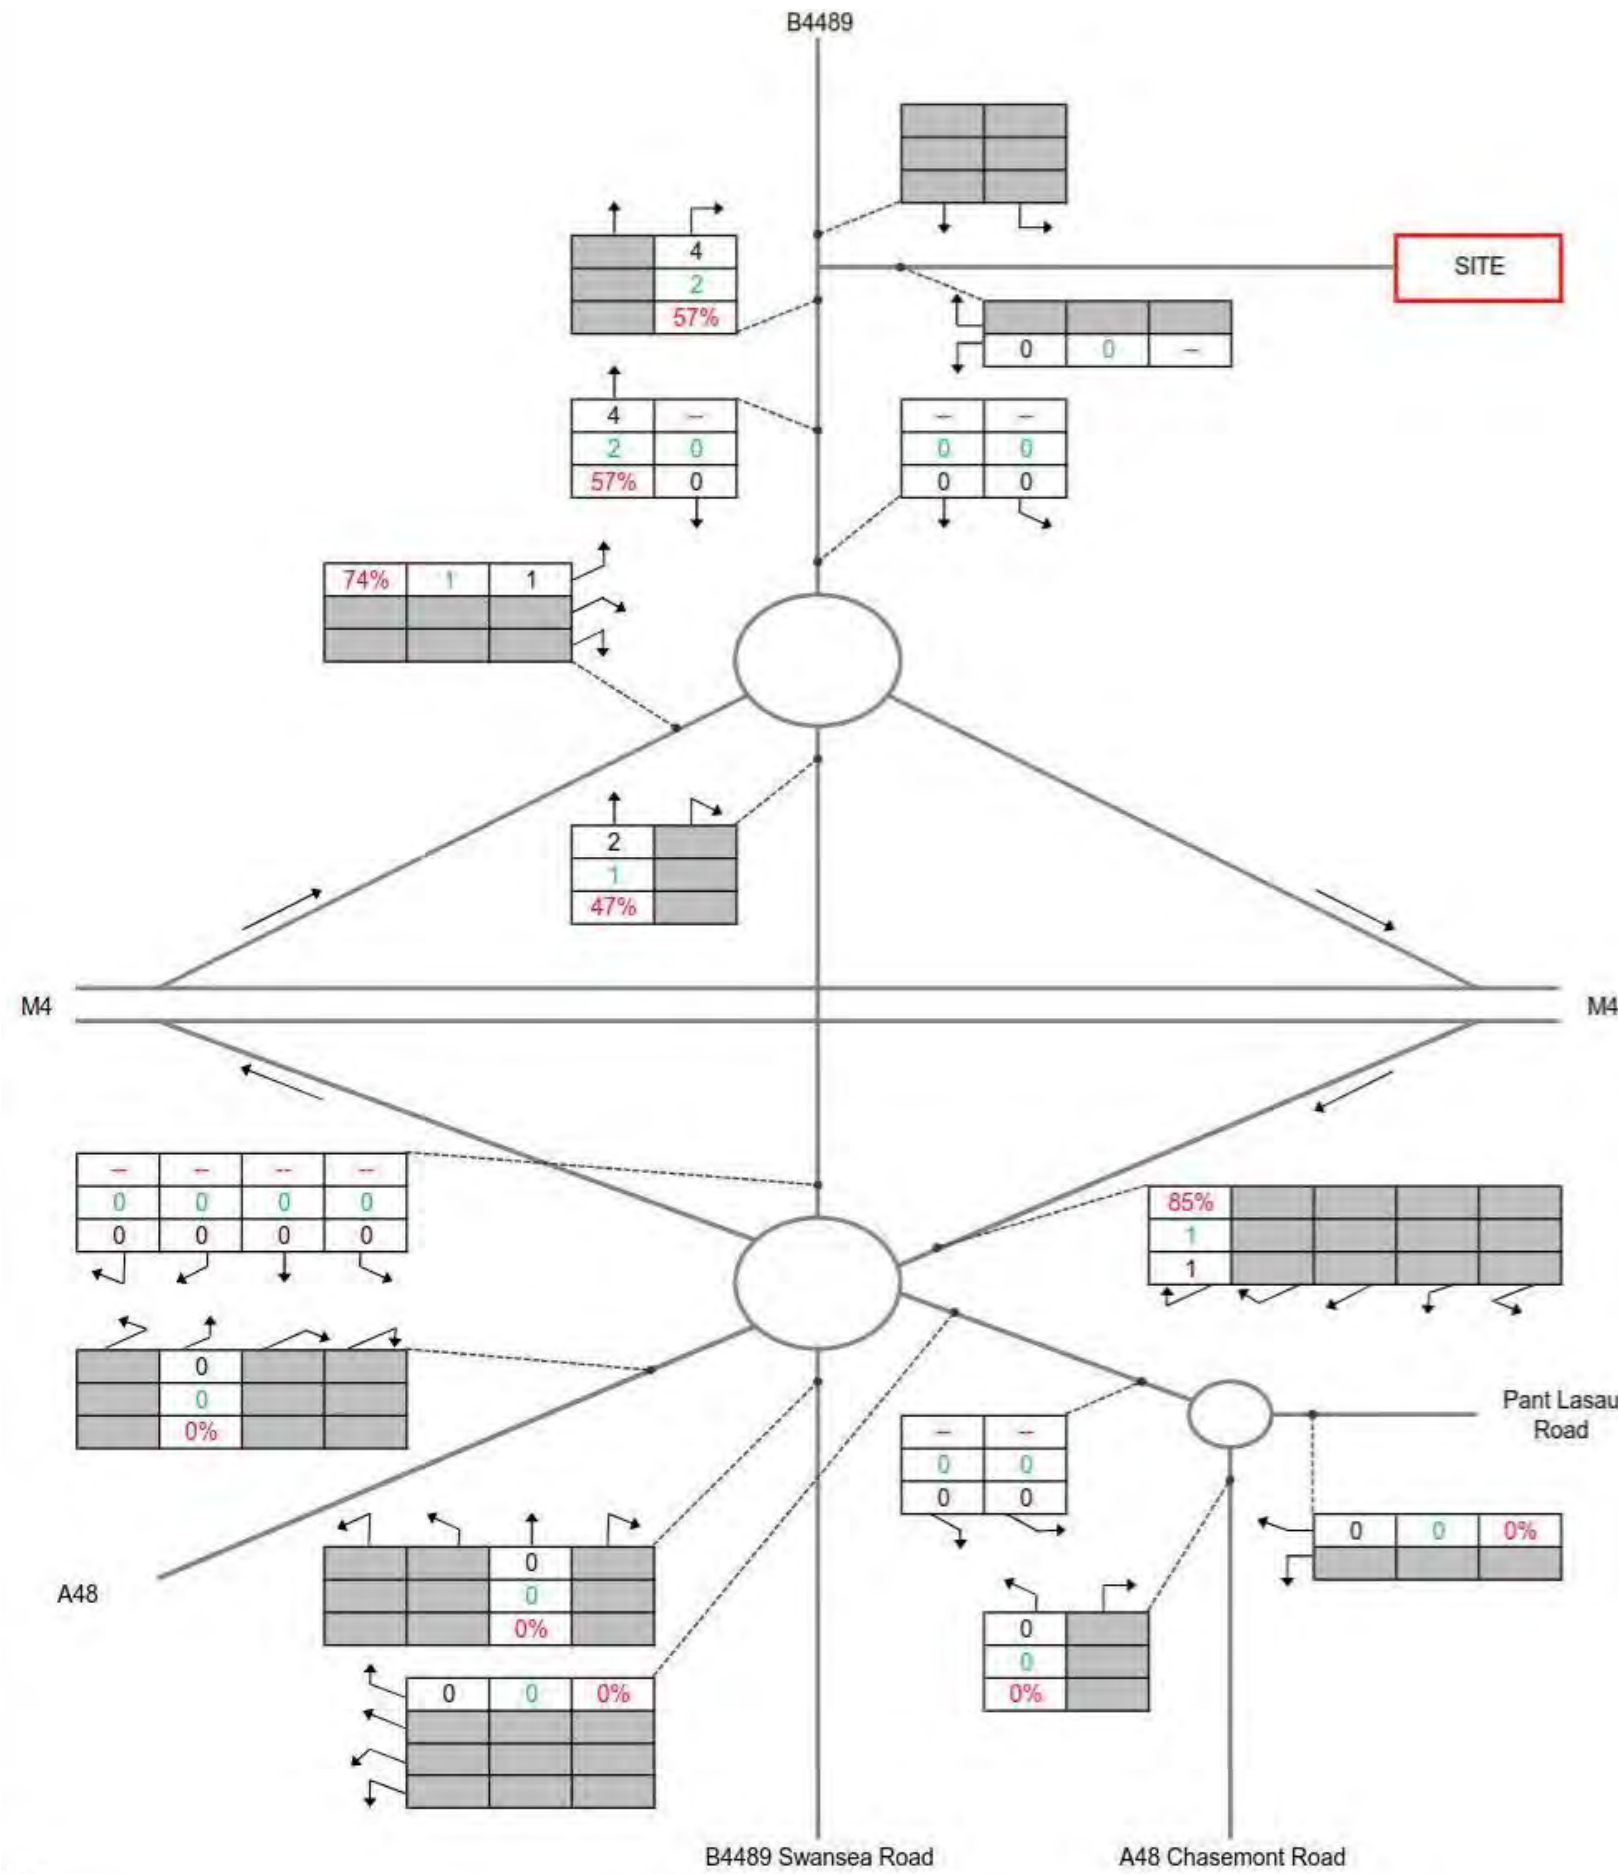 B4489
4
2
57%
SITE
0 0 –
4 –
2 0
57% 0
– –
0 0
0 0
74% 1 1
2
1
47%
M4
M4
-- -- -- --
0 0 0 0
0 0 0 0
85%
1
1
0
0
0%
-- --
0 0
0 0
Pant Lasau
Road
0 0 0%
A48
0
0
0%
0
0
0%
0 0 0%
B4489 Swansea Road
A48 Chasemont Road